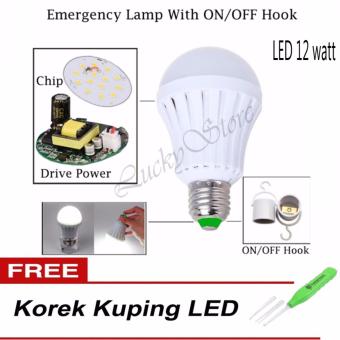 Emergency Lamp With ON/OFF Hook
LED 12 watt
Chip
Drive Power
LuckyStore
ON/OFF Hook
FREE
Korek Kuping LED